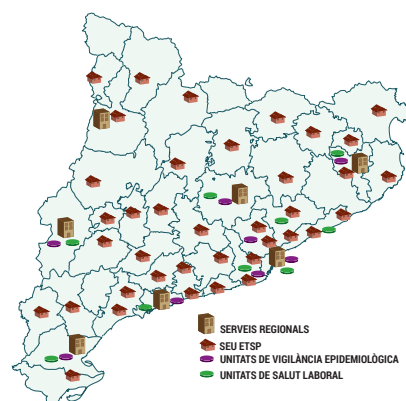 SERVEIS REGIONALS
SEU ETSP
UNITATS DE VIGILÀNCIA EPIDEMIOLÒGICA
UNITATS DE SALUT LABORAL